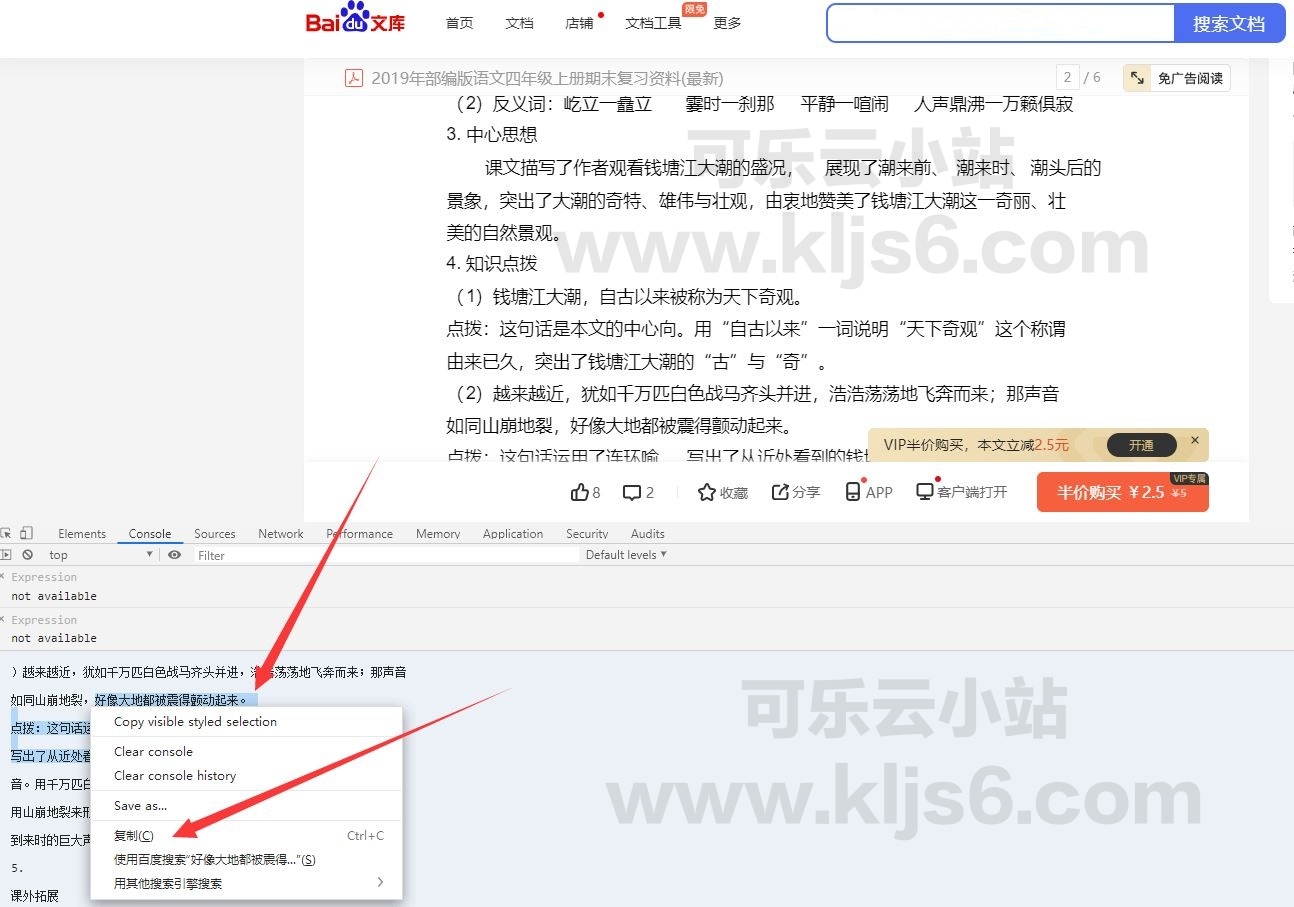 Bai du 文库
首页 文档 店铺 文档工具 限免 更多
搜索文档
2019年部编版语文四年级上册期末复习资料(最新)
2 / 6
免广告阅读
（2）反义词：屹立一矗立 霎时一刹那 平静一喧闹 人声鼎沸一万籁俱寂
3. 中心思想
课文描写了作者观看钱塘江大潮的盛况， 展现了潮来前、 潮来时、 潮头后的
景象，突出了大潮的奇特、雄伟与壮观，由衷地赞美了钱塘江大潮这一奇丽、壮
美的自然景观。
4. 知识点拨
（1）钱塘江大潮，自古以来被称为天下奇观。
点拨：这句话是本文的中心向。用“自古以来”一词说明“天下奇观”这个称谓
由来已久，突出了钱塘江大潮的“古”与“奇”。
（2）越来越近，犹如千万匹白色战马齐头并进，浩浩荡荡地飞奔而来；那声音
如同山崩地裂，好像大地都被震得颤动起来。
点拨：这句话运用了连环喻 写出了从近处看到的钱
可乐云小站
www.kljs6.com
VIP半价购买，本文立减2.5元
开通 ×
8 2 收藏 分享 APP 客户端打开
半价购买 ￥2.5 ￥5
VIP专属
Elements Console Sources Network Performance Memory Application Security Audits
top ▼ Filter Default levels ▼
× Expression
not available
× Expression
not available
）越来越近，犹如千万匹白色战马齐头并进，浩浩荡荡地飞奔而来；那声音
如同山崩地裂，好像大地都被震得颤动起来。
点拨：这句话运
写出了从近处看
音。用千万匹白
用山崩地裂来形
到来时的巨大声
5.
课外拓展
Copy visible styled selection
Clear console
Clear console history
Save as...
复制(C) Ctrl+C
使用百度搜索“好像大地都被震得...”(S)
用其他搜索引擎搜索
可乐云小站
www.kljs6.com